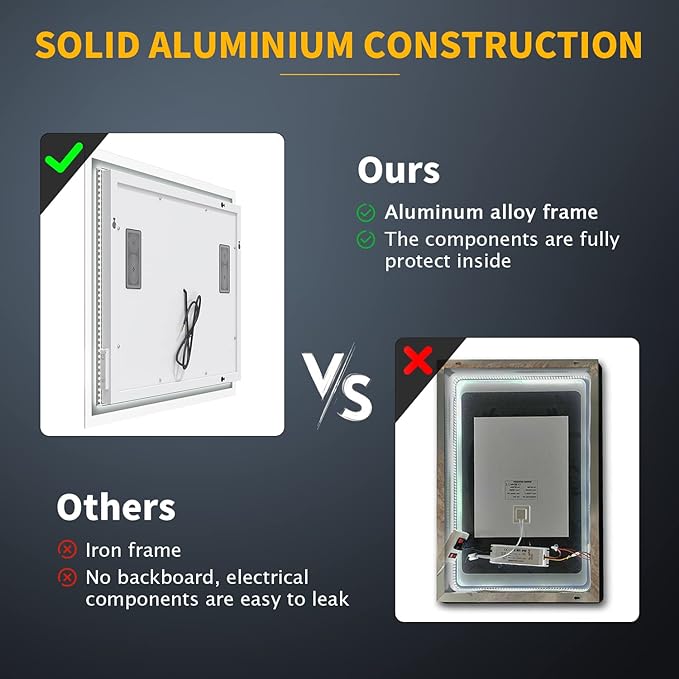 SOLID ALUMINIUM CONSTRUCTION
Ours
Aluminum alloy frame
The components are fully
protect inside
VS
Others
Iron frame
No backboard, electrical
components are easy to leak